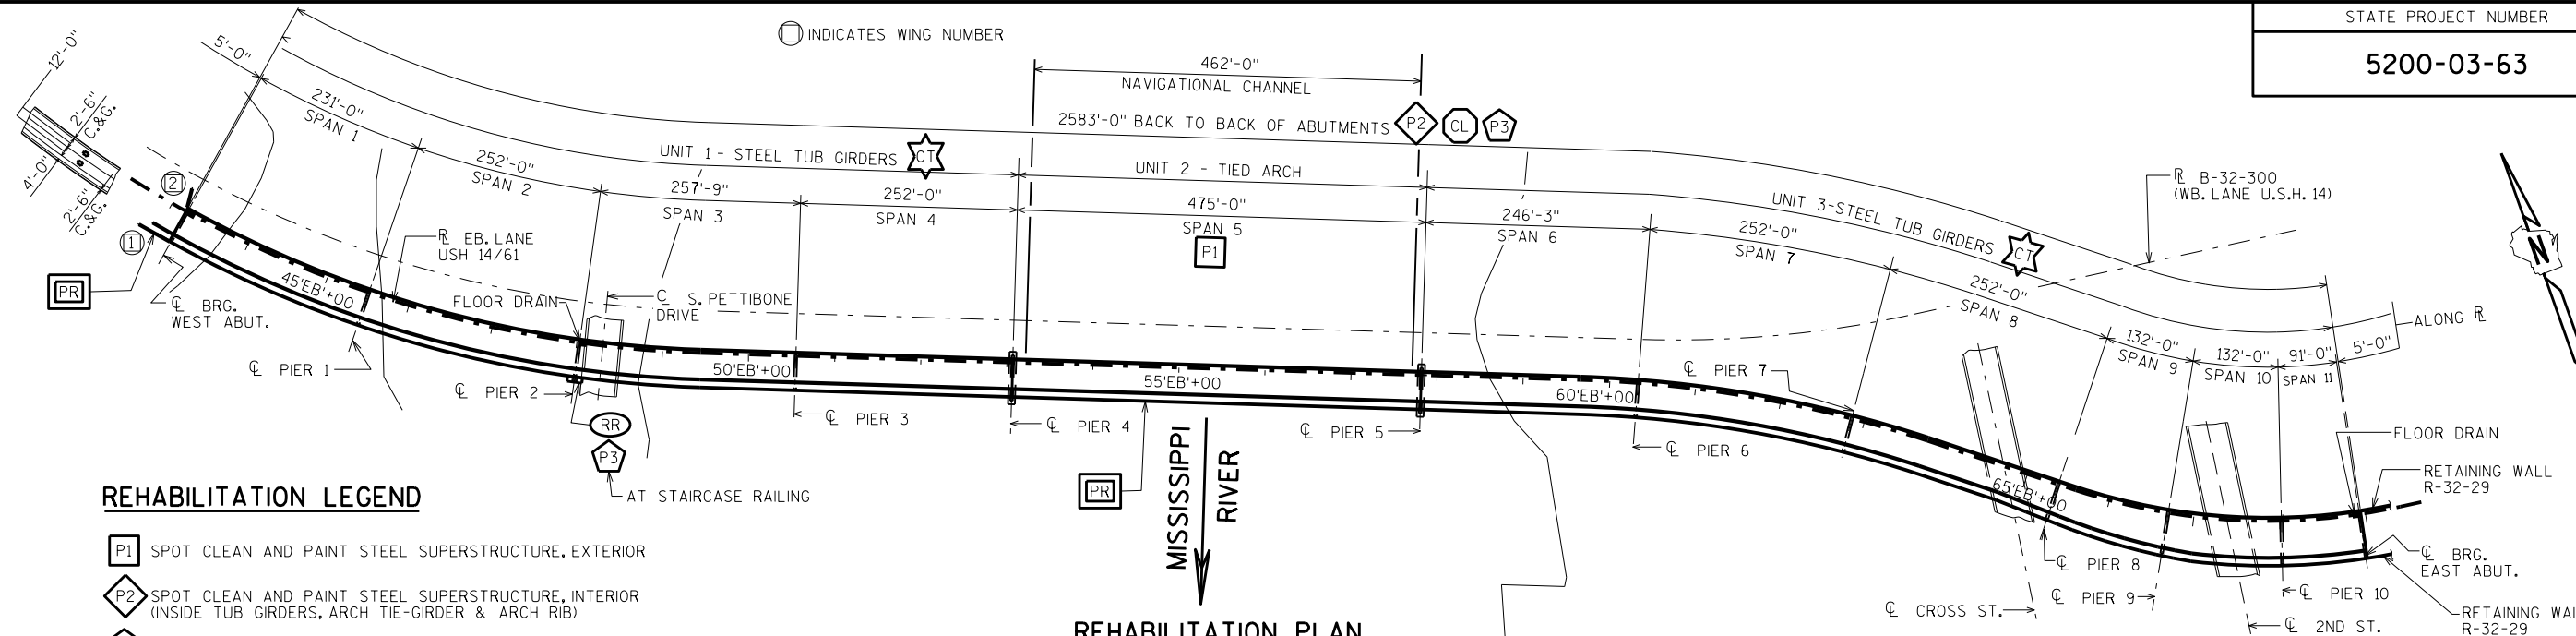 STATE PROJECT NUMBER
5200-03-63
INDICATES WING NUMBER
12'-0"
5'-0"
2'-6"
C.&G.
4'-0"
2'-6"
C.&G.
462'-0"
NAVIGATIONAL CHANNEL
2583'-0" BACK TO BACK OF ABUTMENTS
P2
CL
P3
UNIT 1 - STEEL TUB GIRDERS
CT
UNIT 2 - TIED ARCH
UNIT 3-STEEL TUB GIRDERS
CT
℞ B-32-300
(WB. LANE U.S.H. 14)
N
231'-0"
SPAN 1
252'-0"
SPAN 2
257'-9"
SPAN 3
252'-0"
SPAN 4
475'-0"
SPAN 5
P1
246'-3"
SPAN 6
252'-0"
SPAN 7
252'-0"
SPAN 8
132'-0"
SPAN 9
132'-0"
SPAN 10
91'-0"
SPAN 11
5'-0"
ALONG ℞
2
1
PR
℄ BRG.
WEST ABUT.
℞ EB. LANE
USH 14/61
45'EB'+00
FLOOR DRAIN
℄ S. PETTIBONE
DRIVE
50'EB'+00
55'EB'+00
60'EB'+00
65'EB'+00
℄ PIER 1
℄ PIER 2
℄ PIER 3
℄ PIER 4
℄ PIER 5
℄ PIER 6
℄ PIER 7
℄ PIER 8
℄ PIER 9
℄ PIER 10
RR
P3
AT STAIRCASE RAILING
PR
MISSISSIPPI
RIVER
FLOOR DRAIN
RETAINING WALL
R-32-29
℄ BRG.
EAST ABUT.
℄ CROSS ST.
℄ 2ND ST.
RETAINING WAL
R-32-29
REHABILITATION LEGEND
P1 SPOT CLEAN AND PAINT STEEL SUPERSTRUCTURE, EXTERIOR
P2 SPOT CLEAN AND PAINT STEEL SUPERSTRUCTURE, INTERIOR
(INSIDE TUB GIRDERS, ARCH TIE-GIRDER & ARCH RIB)
REHABILITATION PLAN